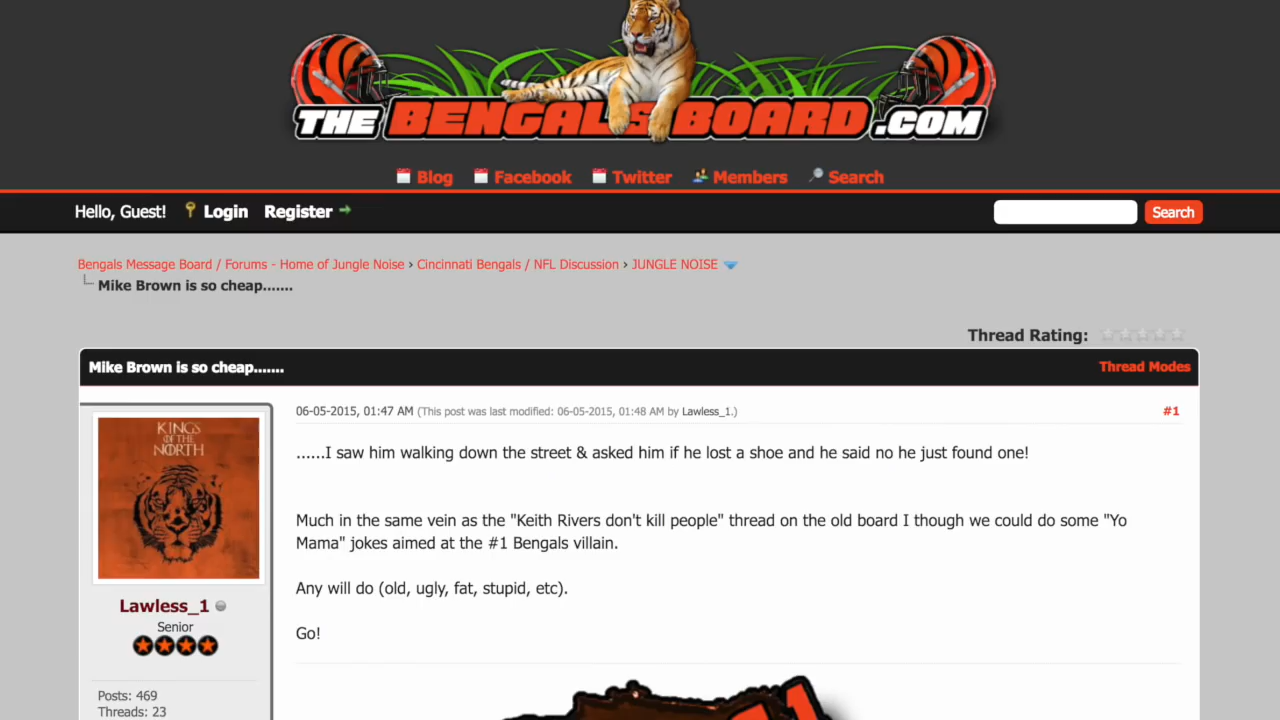 THE BENGALS BOARD.COM
Blog Facebook Twitter Members Search
Hello, Guest! Login Register Search
Bengals Message Board / Forums - Home of Jungle Noise › Cincinnati Bengals / NFL Discussion › JUNGLE NOISE
Mike Brown is so cheap.......
Thread Rating:
Mike Brown is so cheap....... Thread Modes
KINGS
OF THE
NORTH
06-05-2015, 01:47 AM (This post was last modified: 06-05-2015, 01:48 AM by Lawless_1.) #1
......I saw him walking down the street & asked him if he lost a shoe and he said no he just found one!
Much in the same vein as the "Keith Rivers don't kill people" thread on the old board I though we could do some "Yo
Mama" jokes aimed at the #1 Bengals villain.
Any will do (old, ugly, fat, stupid, etc).
Go!
Lawless_1
Senior
Posts: 469
Threads: 23